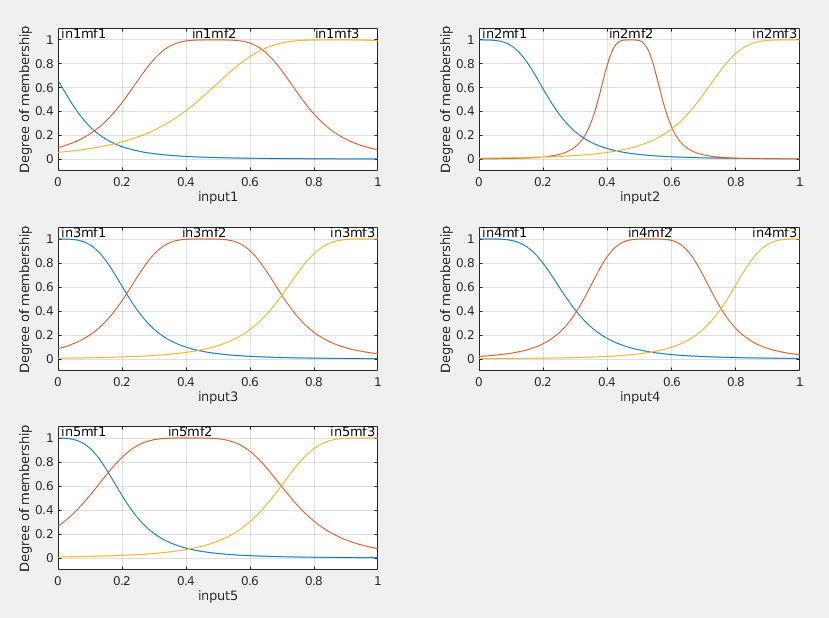 in1mf1 in1mf2 in1mf3
Degree of membership
1
0.8
0.6
0.4
0.2
0
0 0.2 0.4 0.6 0.8 1
input1
in2mf1 in2mf2 in2mf3
Degree of membership
1
0.8
0.6
0.4
0.2
0
0 0.2 0.4 0.6 0.8 1
input2
in3mf1 in3mf2 in3mf3
Degree of membership
1
0.8
0.6
0.4
0.2
0
0 0.2 0.4 0.6 0.8 1
input3
in4mf1 in4mf2 in4mf3
Degree of membership
1
0.8
0.6
0.4
0.2
0
0 0.2 0.4 0.6 0.8 1
input4
in5mf1 in5mf2 in5mf3
Degree of membership
1
0.8
0.6
0.4
0.2
0
0 0.2 0.4 0.6 0.8 1
input5